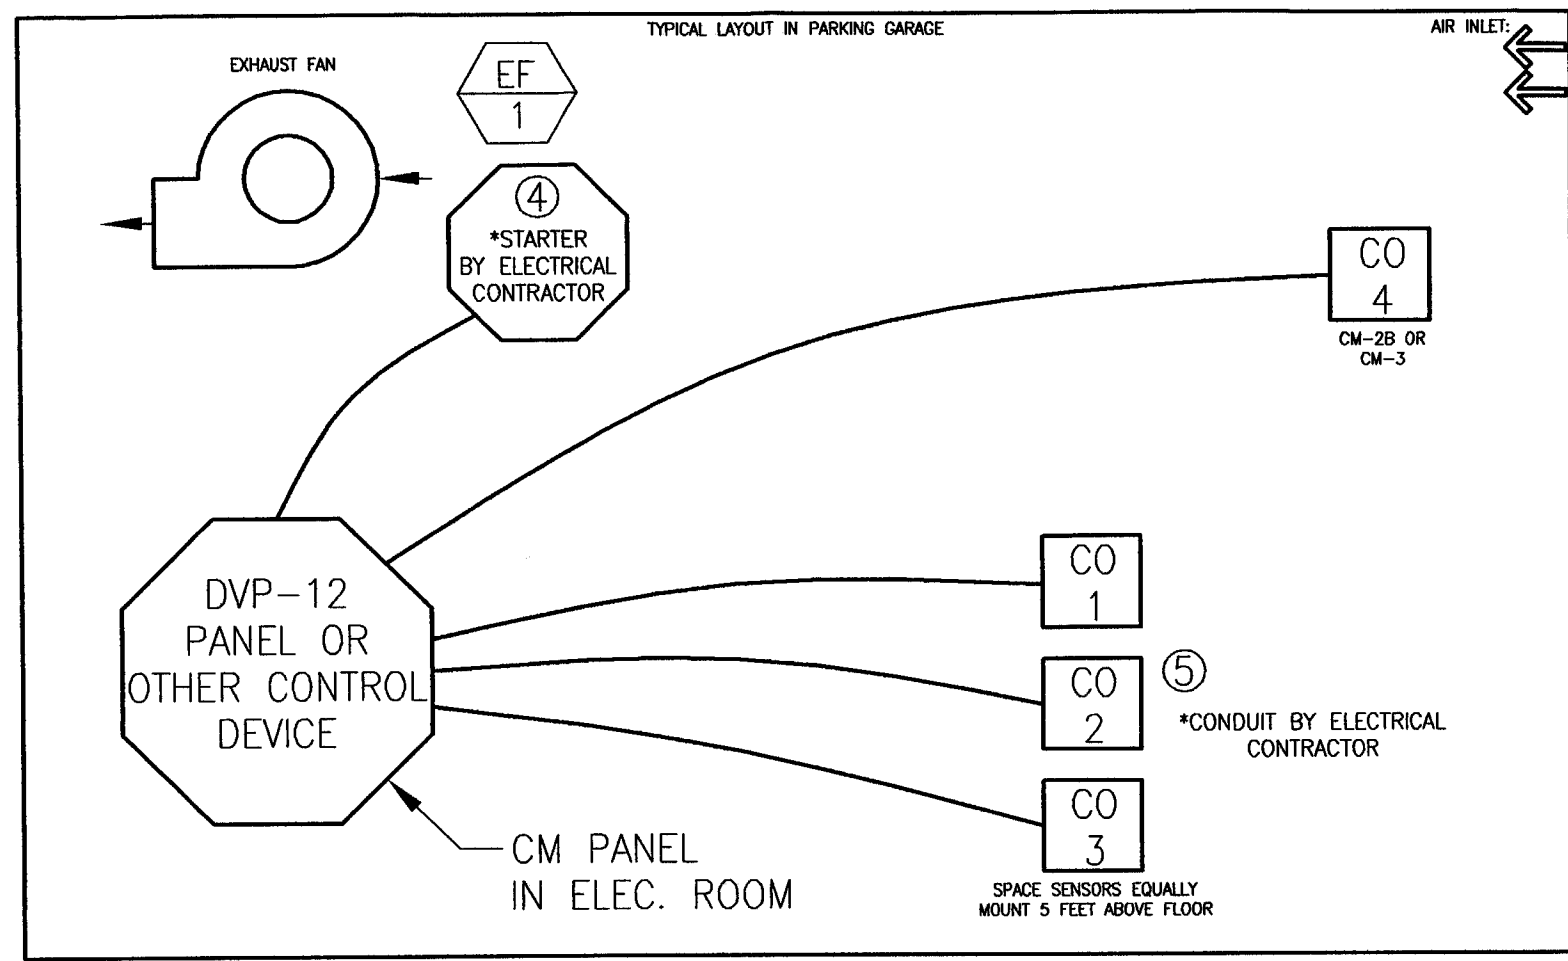 TYPICAL LAYOUT IN PARKING GARAGE
AIR INLET:
EXHAUST FAN
EF
1
4
*STARTER
BY ELECTRICAL
CONTRACTOR
CO
4
CM-2B OR
CM-3
DVP-12
PANEL OR
OTHER CONTROL
DEVICE
CO
1
CO
2
5
*CONDUIT BY ELECTRICAL
CONTRACTOR
CO
3
SPACE SENSORS EQUALLY
MOUNT 5 FEET ABOVE FLOOR
CM PANEL
IN ELEC. ROOM